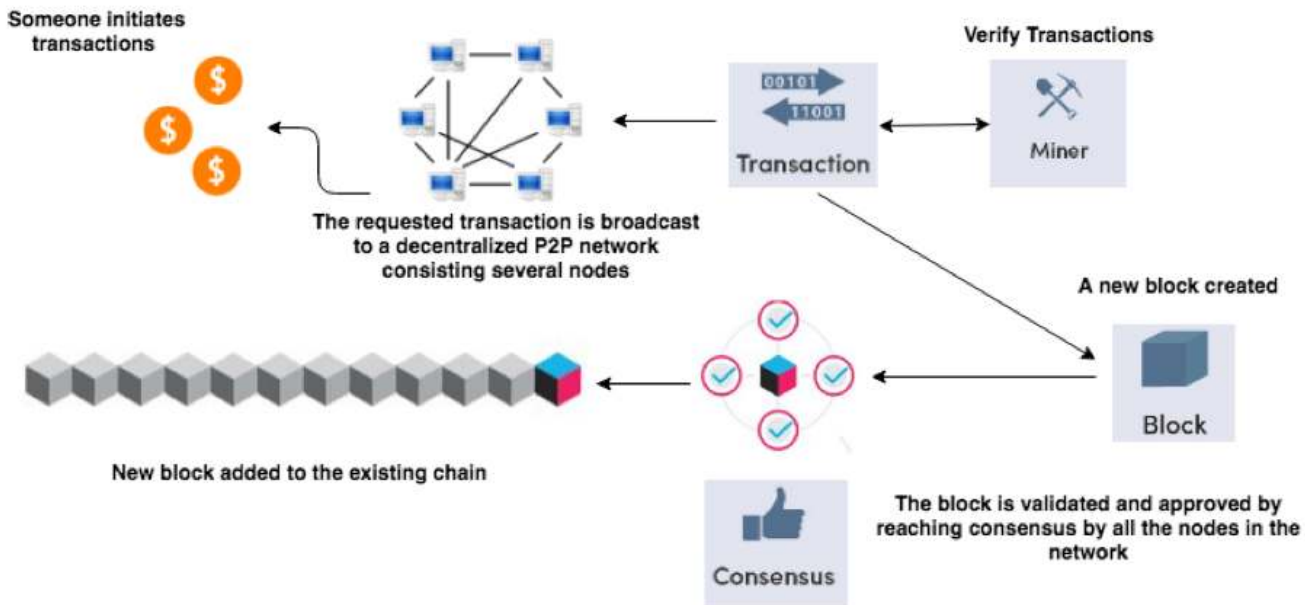 Someone initiates
transactions
$
$
$
The requested transaction is broadcast
to a decentralized P2P network
consisting several nodes
00101
11001
Transaction
Verify Transactions
Miner
A new block created
Block
New block added to the existing chain
Consensus
The block is validated and approved by
reaching consensus by all the nodes in the
network